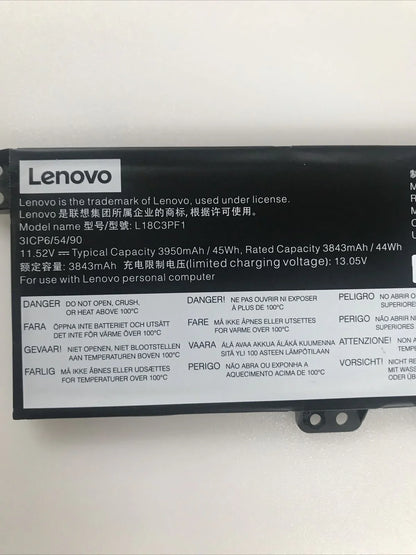 Lenovo
Lenovo is the trademark of Lenovo, used under license.
Lenovo 是联想集团所属企业的商标, 根据许可使用。
Model name 型号/型號: L18C3PF1
3ICP6/54/90
11.52V ⎓ Typical Capacity 3950mAh / 45Wh, Rated Capacity 3843mAh / 44Wh
额定容量: 3843mAh 充电限制电压(limited charging voltage): 13.05V
For use with Lenovo personal computer
DANGER DO NOT OPEN, CRUSH, OR HEAT ABOVE 100°C
FARA ÖPPNA INTE BATTERIET OCH UTSÄTT DET INTE FÖR VÄRME ÖVER 100°C
GEVAAR! NIET OPENEN, NIET BLOOTSTELLEN AAN TEMPERATUREN BOVEN 100°C
FARLIG MÅ IKKE ÅBNES ELLER UDSÆTTES FOR TEMPERATURER OVER 100°C
DANGER! NE PAS OUVRIR NI EXPOSER À PLUS DE 100°C
FARE MÅ IKKE ÅPNES ELLER UTSETTES FOR VARME OVER 100°C
VAARA ÄLÄ AVAA AKKUA ÄLÄKÄ KUUMENNA SITÄ YLI 100 ASTEEN LÄMPÖTILAAN
PERIGO NÃO ABRA OU EXPONHA A AQUECIMENTO ACIMA DE 100°C
PELIGRO NO ABRIR O
SUPERIORES
PERIGO NÃO ABRIR
SUPERIORES
ATTENZIONE! NON A
TEMPER
VORSICHT! NICHT RE
MIT WASS
ODER VER